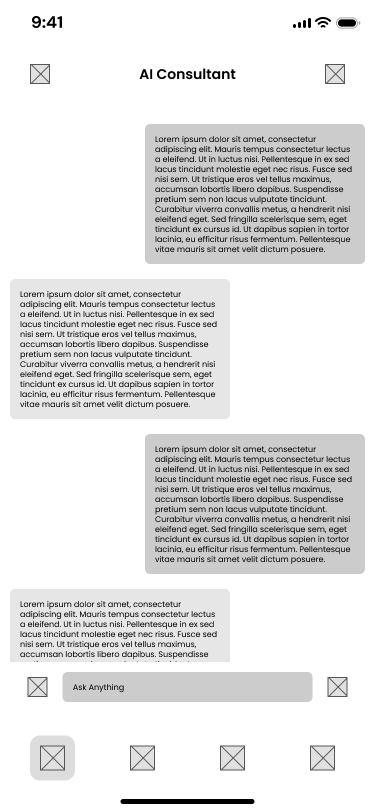 9:41
AI Consultant
Lorem ipsum dolor sit amet, consectetur
adipiscing elit. Mauris tempus consectetur lectus
a eleifend. Ut in luctus nisi. Pellentesque in ex sed
lacus tincidunt molestie eget nec risus. Fusce sed
nisi sem. Ut tristique eros vel tellus maximus,
accumsan lobortis libero dapibus. Suspendisse
pretium sem non lacus vulputate tincidunt.
Curabitur viverra convallis metus, a hendrerit nisi
eleifend eget. Sed fringilla scelerisque sem, eget
tincidunt ex cursus id. Ut dapibus sapien in tortor
lacinia, eu efficitur risus fermentum. Pellentesque
vitae mauris sit amet velit dictum posuere.
Lorem ipsum dolor sit amet, consectetur
adipiscing elit. Mauris tempus consectetur lectus
a eleifend. Ut in luctus nisi. Pellentesque in ex sed
lacus tincidunt molestie eget nec risus. Fusce sed
nisi sem. Ut tristique eros vel tellus maximus,
accumsan lobortis libero dapibus. Suspendisse
pretium sem non lacus vulputate tincidunt.
Curabitur viverra convallis metus, a hendrerit nisi
eleifend eget. Sed fringilla scelerisque sem, eget
tincidunt ex cursus id. Ut dapibus sapien in tortor
lacinia, eu efficitur risus fermentum. Pellentesque
vitae mauris sit amet velit dictum posuere.
Lorem ipsum dolor sit amet, consectetur
adipiscing elit. Mauris tempus consectetur lectus
a eleifend. Ut in luctus nisi. Pellentesque in ex sed
lacus tincidunt molestie eget nec risus. Fusce sed
nisi sem. Ut tristique eros vel tellus maximus,
accumsan lobortis libero dapibus. Suspendisse
pretium sem non lacus vulputate tincidunt.
Curabitur viverra convallis metus, a hendrerit nisi
eleifend eget. Sed fringilla scelerisque sem, eget
tincidunt ex cursus id. Ut dapibus sapien in tortor
lacinia, eu efficitur risus fermentum. Pellentesque
vitae mauris sit amet velit dictum posuere.
Lorem ipsum dolor sit amet, consectetur
adipiscing elit. Mauris tempus consectetur lectus
a eleifend. Ut in luctus nisi. Pellentesque in ex sed
lacus tincidunt molestie eget nec risus. Fusce sed
nisi sem. Ut tristique eros vel tellus maximus,
accumsan lobortis libero dapibus. Suspendisse
Ask Anything